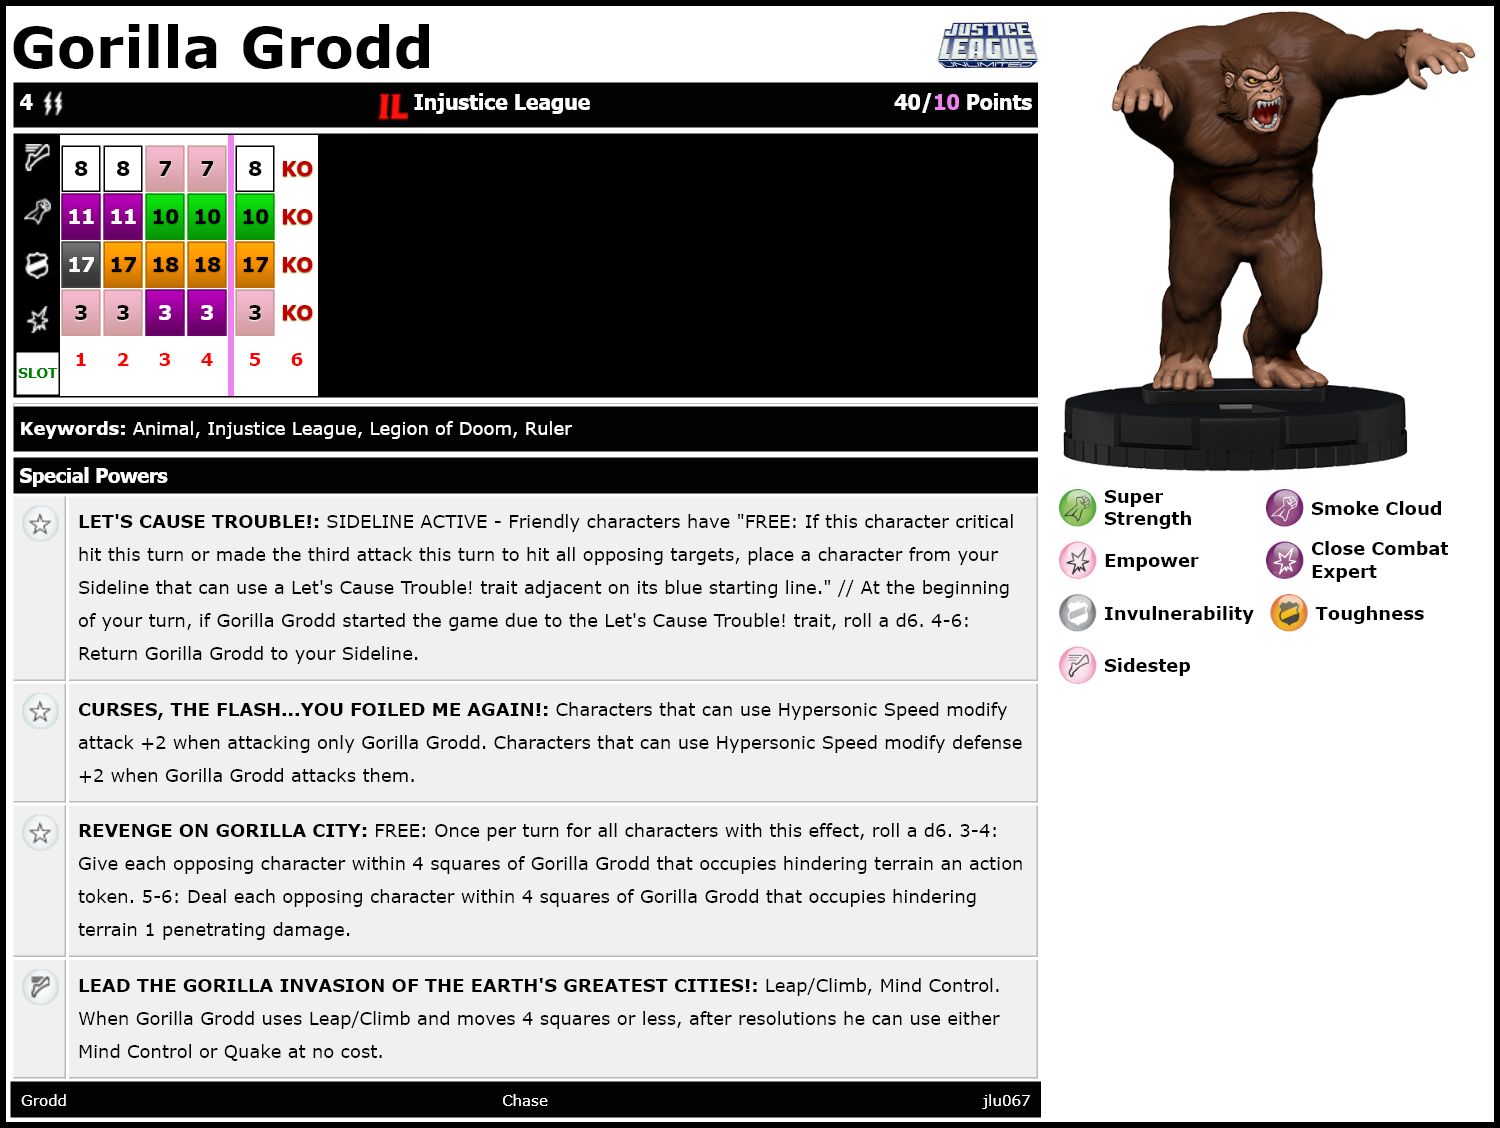 Gorilla Grodd
JUSTICE
LEAGUE
UNLIMITED
4 IL Injustice League 40/10 Points
8 8 7 7 8 KO
11 11 10 10 10 KO
17 17 18 18 17 KO
3 3 3 3 3 KO
SLOT 1 2 3 4 5 6
Keywords: Animal, Injustice League, Legion of Doom, Ruler
Special Powers
LET'S CAUSE TROUBLE!: SIDELINE ACTIVE - Friendly characters have "FREE: If this character critical
hit this turn or made the third attack this turn to hit all opposing targets, place a character from your
Sideline that can use a Let's Cause Trouble! trait adjacent on its blue starting line." // At the beginning
of your turn, if Gorilla Grodd started the game due to the Let's Cause Trouble! trait, roll a d6. 4-6:
Return Gorilla Grodd to your Sideline.
CURSES, THE FLASH...YOU FOILED ME AGAIN!: Characters that can use Hypersonic Speed modify
attack +2 when attacking only Gorilla Grodd. Characters that can use Hypersonic Speed modify defense
+2 when Gorilla Grodd attacks them.
REVENGE ON GORILLA CITY: FREE: Once per turn for all characters with this effect, roll a d6. 3-4:
Give each opposing character within 4 squares of Gorilla Grodd that occupies hindering terrain an action
token. 5-6: Deal each opposing character within 4 squares of Gorilla Grodd that occupies hindering
terrain 1 penetrating damage.
LEAD THE GORILLA INVASION OF THE EARTH'S GREATEST CITIES!: Leap/Climb, Mind Control.
When Gorilla Grodd uses Leap/Climb and moves 4 squares or less, after resolutions he can use either
Mind Control or Quake at no cost.
Grodd Chase jlu067
Super
Strength
Smoke Cloud
Empower
Close Combat
Expert
Invulnerability
Toughness
Sidestep